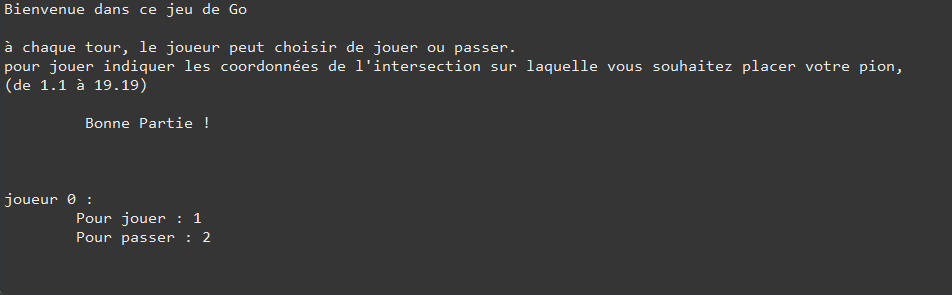 Bienvenue dans ce jeu de Go
à chaque tour, le joueur peut choisir de jouer ou passer.
pour jouer indiquer les coordonnées de l'intersection sur laquelle vous souhaitez placer votre pion,
(de 1.1 à 19.19)
Bonne Partie !
joueur 0 :
Pour jouer : 1
Pour passer : 2